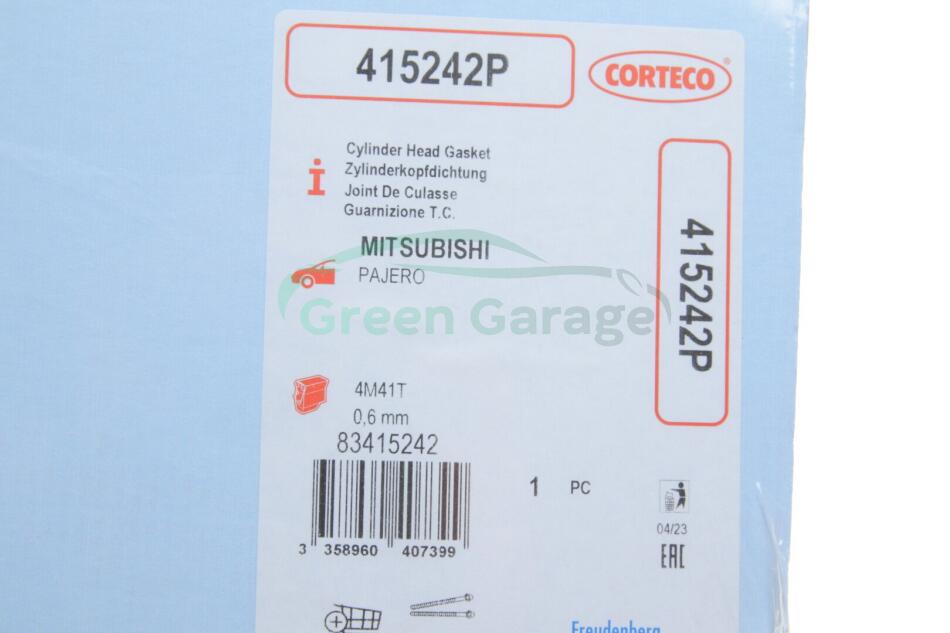 415242P
CORTECO®
Cylinder Head Gasket
Zylinderkopfdichtung
Joint De Culasse
Guarnizione T.C.
415242P
MITSUBISHI
PAJERO
Green Garage
4M41T
0,6 mm
83415242
1 PC
3 358960 407399
04/23
EAC
Freudenberg